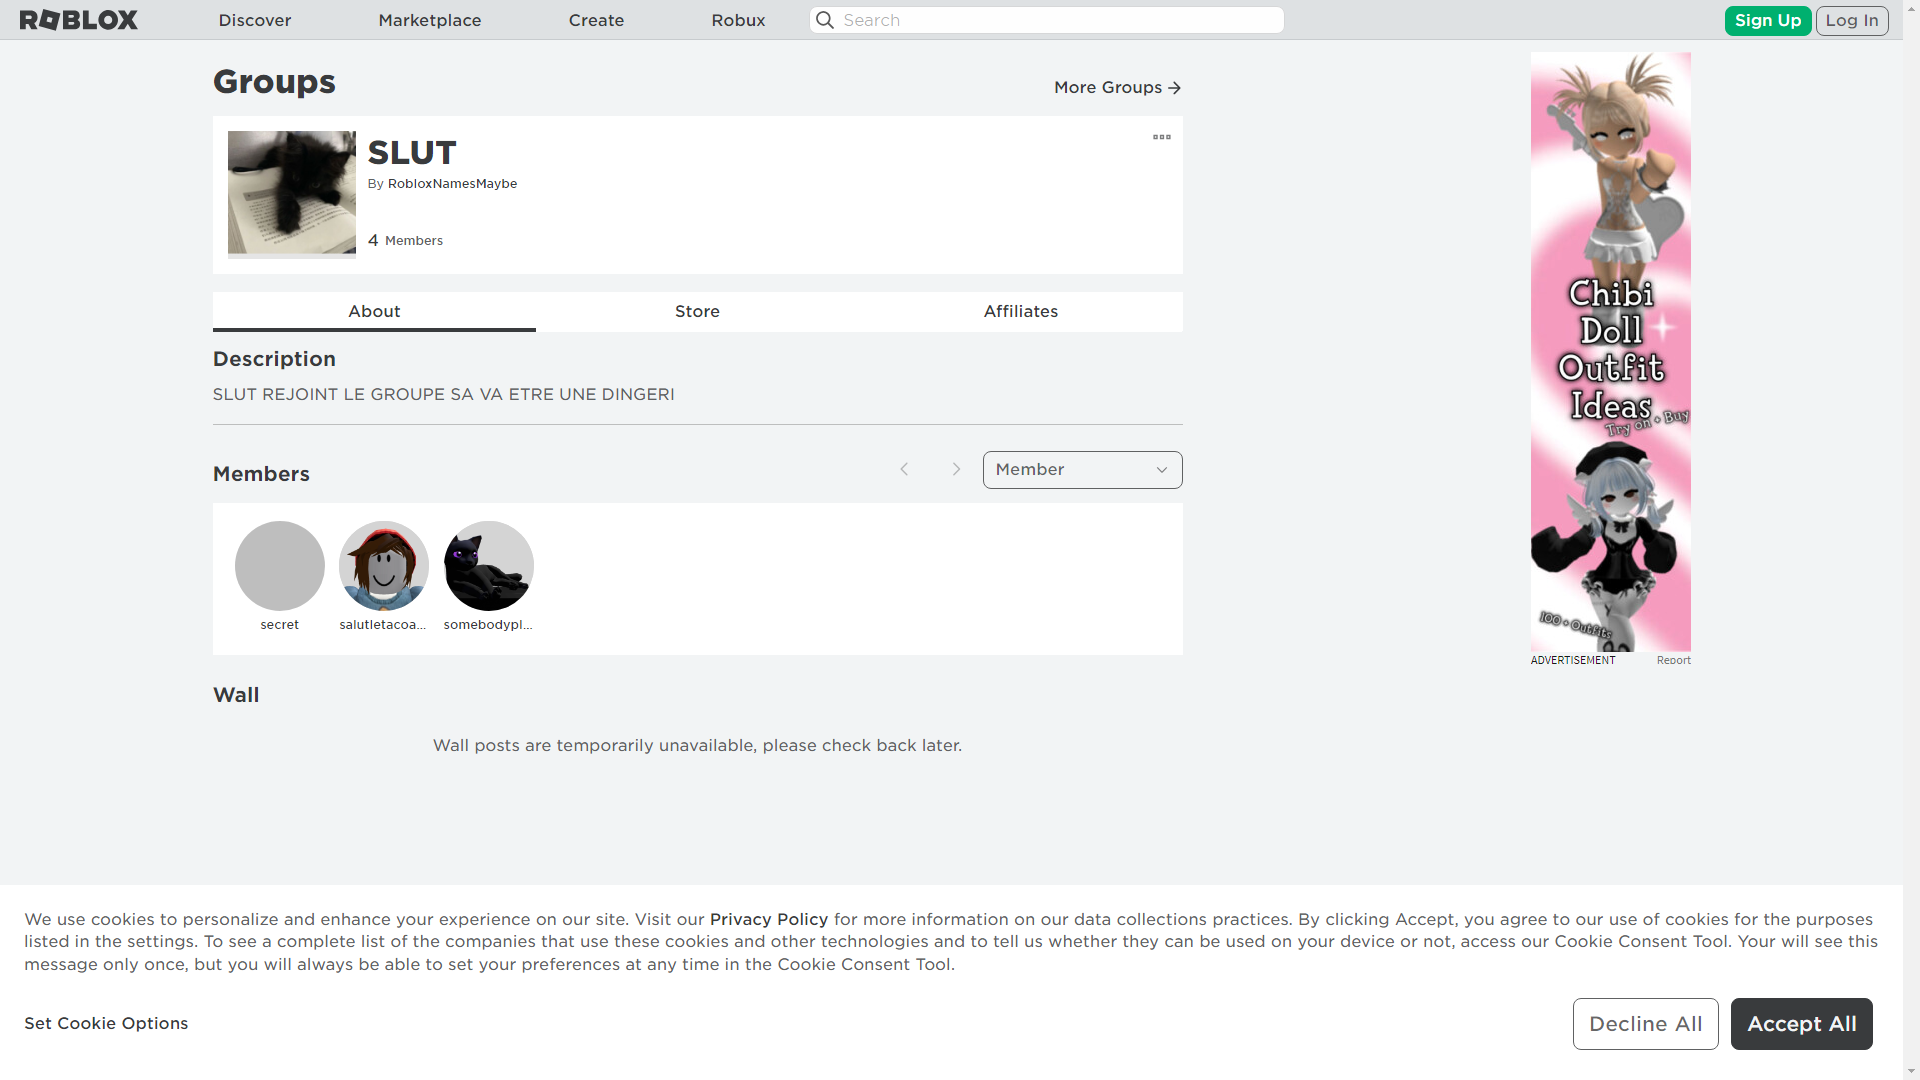 ROBLOX
Discover
Marketplace
Create
Robux
Search
Sign Up
Log In
Groups
More Groups
SLUT
By RobloxNamesMaybe
4 Members
About
Store
Affiliates
Description
SLUT REJOINT LE GROUPE SA VA ETRE UNE DINGERI
Members
Member
secret
salutletacoa...
somebodypl...
Wall
Wall posts are temporarily unavailable, please check back later.
Chibi
Doll
Outfit
Ideas
Try on + Buy
100 + Outfits
ADVERTISEMENT
Report
We use cookies to personalize and enhance your experience on our site. Visit our Privacy Policy for more information on our data collections practices. By clicking Accept, you agree to our use of cookies for the purposes
listed in the settings. To see a complete list of the companies that use these cookies and other technologies and to tell us whether they can be used on your device or not, access our Cookie Consent Tool. Your will see this
message only once, but you will always be able to set your preferences at any time in the Cookie Consent Tool.
Set Cookie Options
Decline All
Accept All